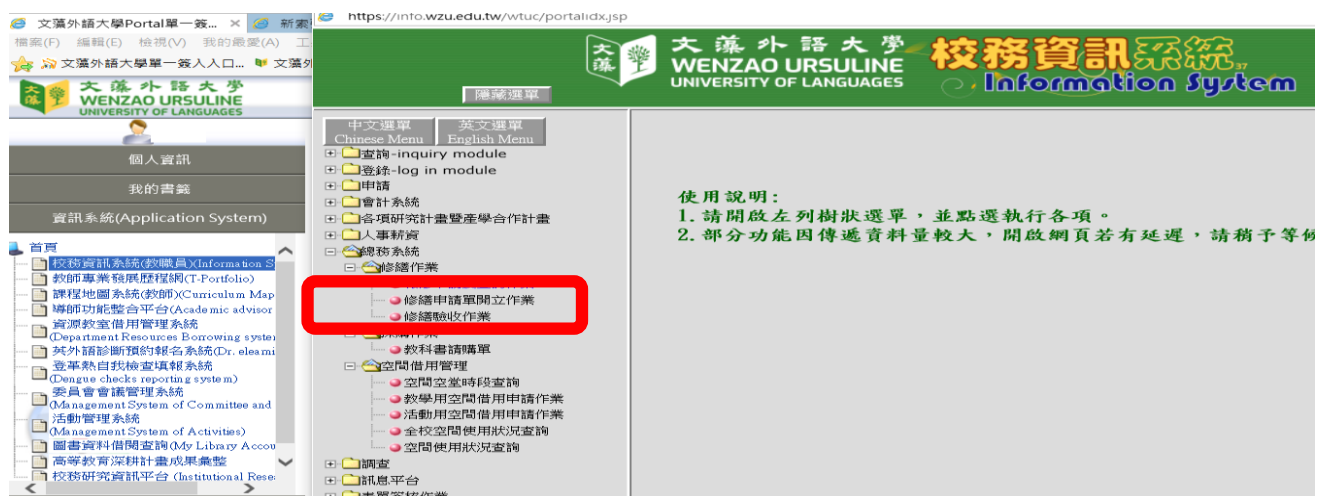 文藻外語大學Portal單一簽... ×
檔案(F) 編輯(E) 檢視(V) 我的最愛(A)
文藻外語大學單一簽入入口...
文藻
文藻外語大學
WENZAO URSULINE
UNIVERSITY OF LANGUAGES
個人資訊
我的書籤
資訊系統(Application System)
首頁
校務資訊系統(教職員)(Information S
教師專業發展歷程網(T-Portfolio)
課程地圖系統(教師)(Curriculum Map
導師功能整合平台(Academic advisor
資源教室借用管理系統
(Department Resources Borrowing system
英外語診斷預約報名系統(Dr. elearni
登革熱自我檢查填報系統
(Dengue checks reporting system)
委員會會議管理系統
(Management System of Committee and
活動管理系統
(Management System of Activities)
圖書資料借閱查詢(My Library Accou
高等教育深耕計畫成果彙整
校務研究資訊平台 (Institutional Rese
https://info.wzu.edu.tw/wtuc/portalidx.jsp
文藻
文藻外語大學
WENZAO URSULINE
UNIVERSITY OF LANGUAGES
校務資訊系統
Information System
隱藏選單
中文選單
Chinese Menu
英文選單
English Menu
查詢-inquiry module
登錄-log in module
申請
會計系統
各項研究計畫暨產學合作計畫
人事薪資
總務系統
修繕作業
修繕申請單開立作業
修繕驗收作業
教科書請購單
空間借用管理
空間空堂時段查詢
教學用空間借用申請作業
活動用空間借用申請作業
全校空間使用狀況查詢
空間使用狀況查詢
調查
訊息平台
使用說明:
1. 請開啟左列樹狀選單，並點選執行各項。
2. 部分功能因傳遞資料量較大，開啟網頁若有延遲，請稍予等候